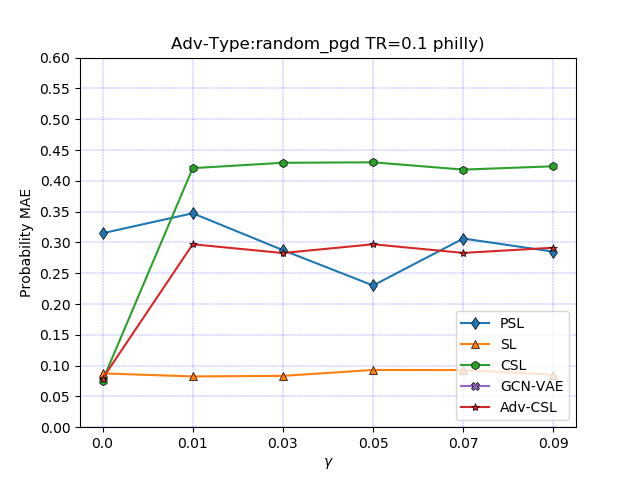 Adv-Type:random_pgd TR=0.1 philly)
Probability MAE
0.60
0.55
0.50
0.45
0.40
0.35
0.30
0.25
0.20
0.15
0.10
0.05
0.00
0.0 0.01 0.03 0.05 0.07 0.09
γ
PSL
SL
CSL
GCN-VAE
Adv-CSL